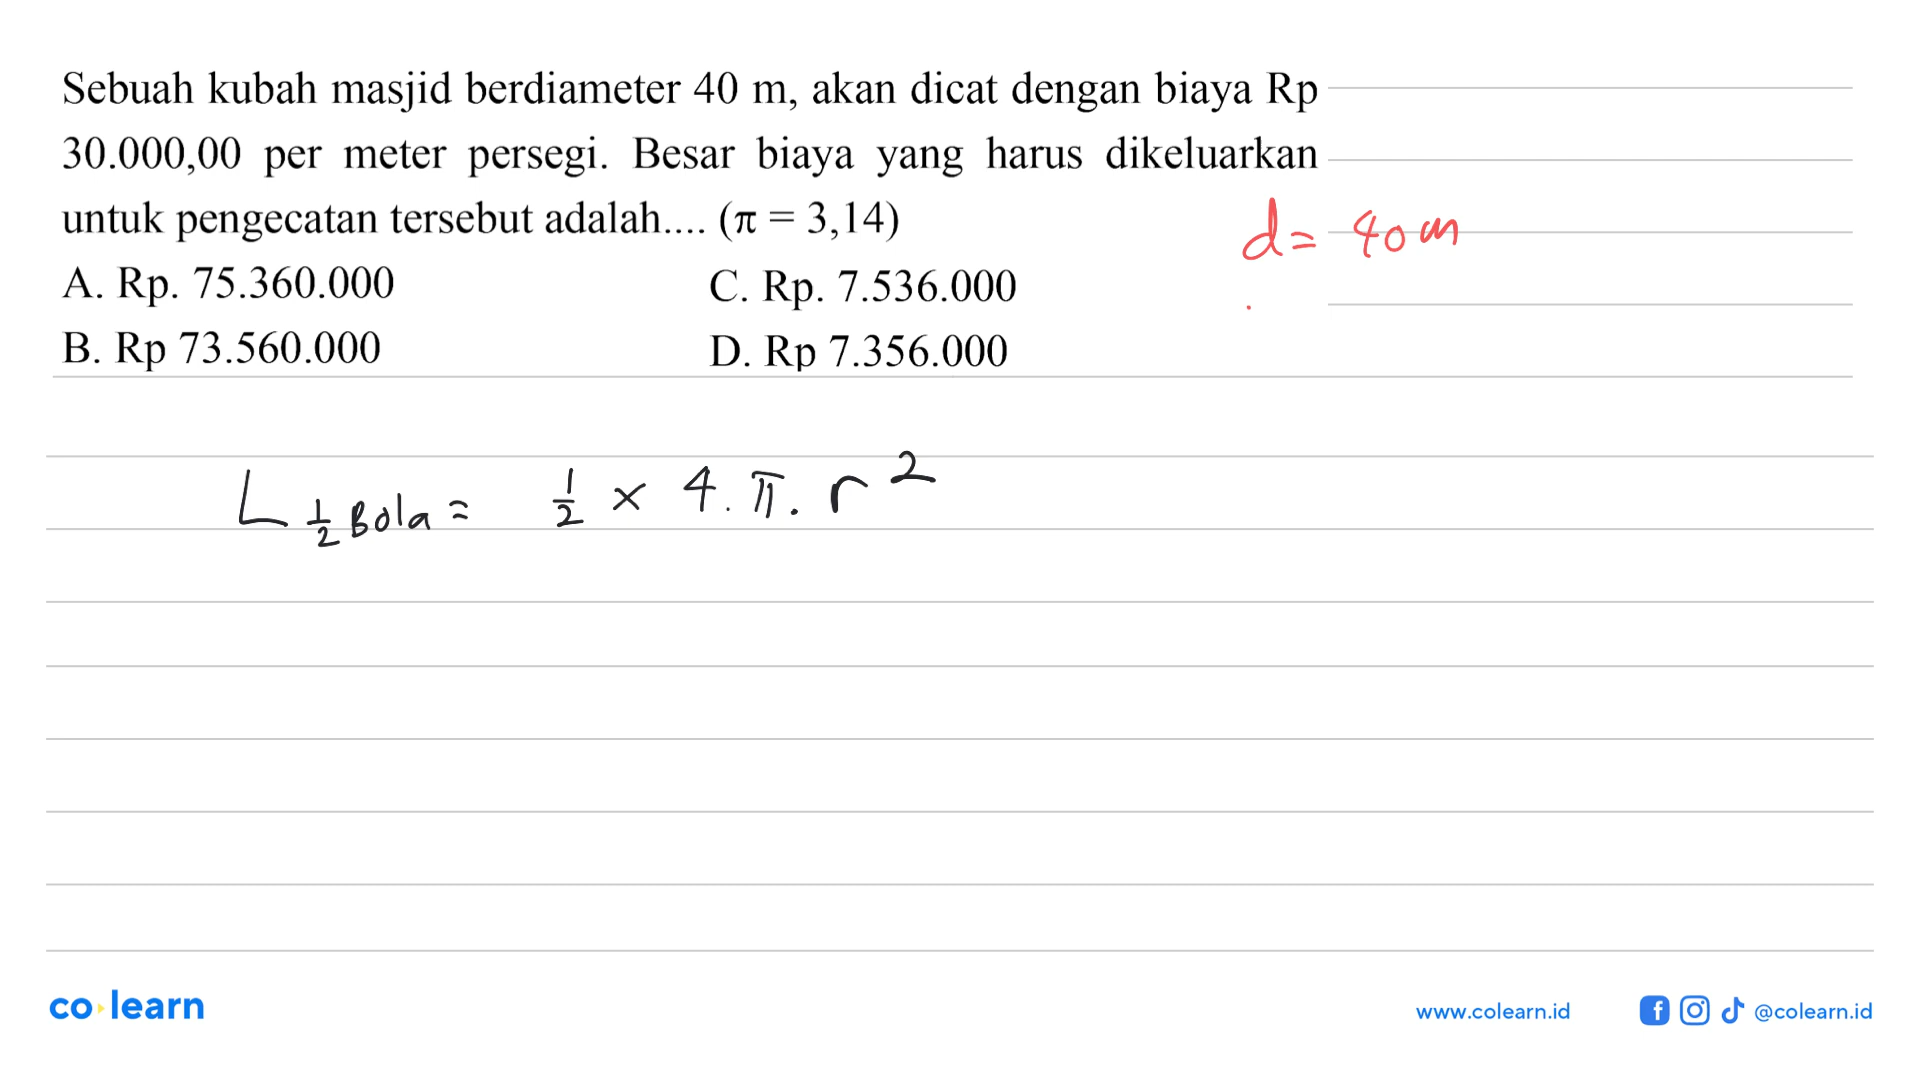 Sebuah kubah masjid berdiameter 40 m, akan dicat dengan biaya Rp
30.000,00 per meter persegi. Besar biaya yang harus dikeluarkan
untuk pengecatan tersebut adalah.... (π = 3,14)
A. Rp. 75.360.000 C. Rp. 7.536.000
B. Rp 73.560.000 D. Rp 7.356.000
d = 40 m
L ½ Bola = ½ × 4 . π . r²
co learn
www.colearn.id @colearn.id